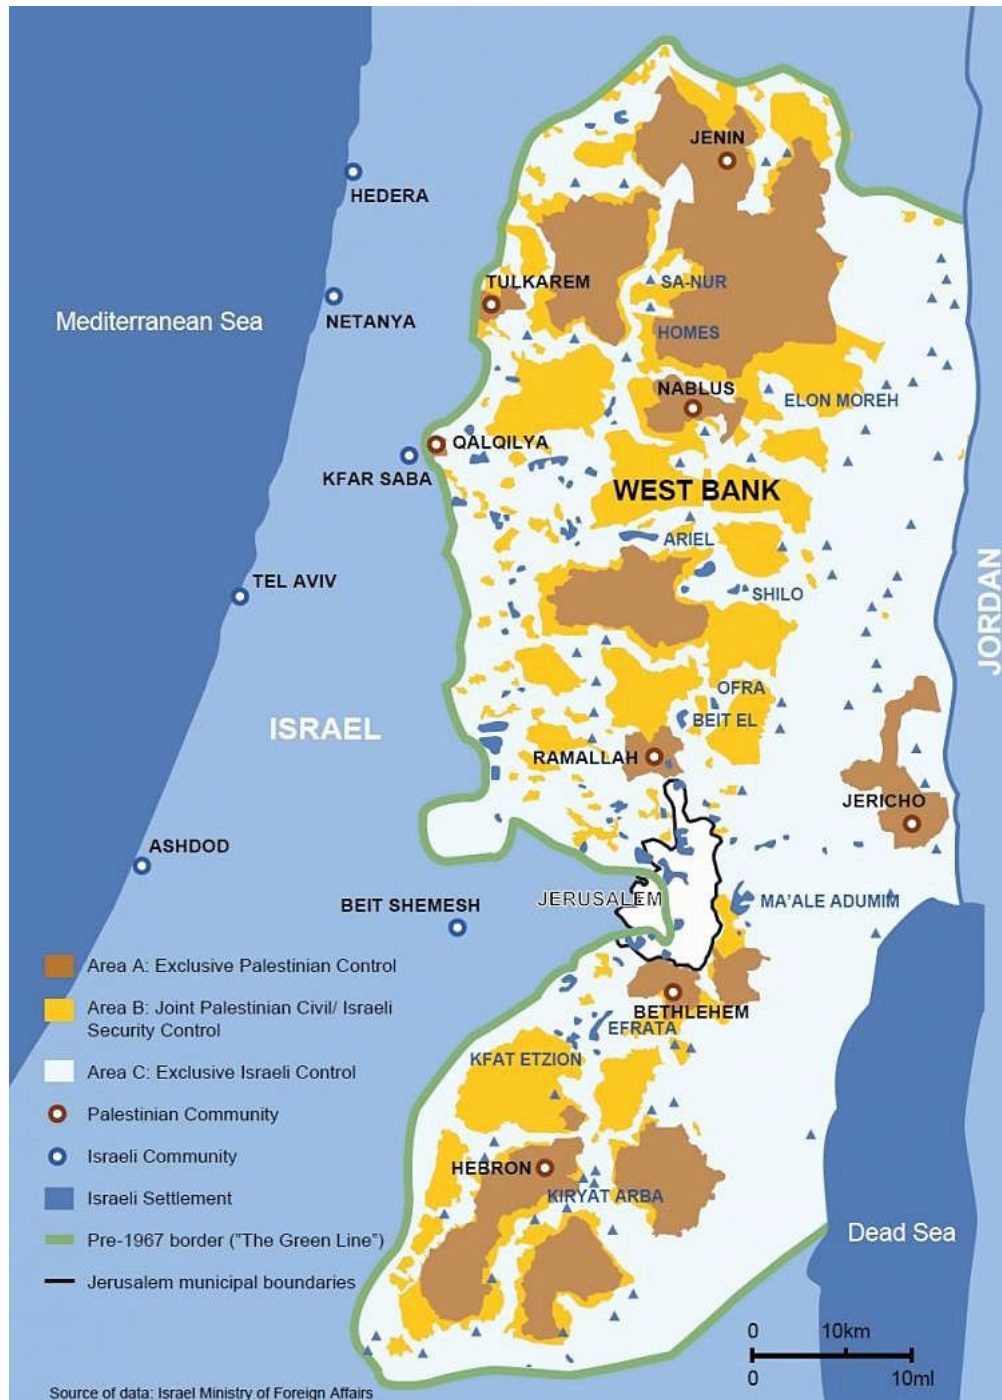 JENIN
HEDERA
TULKAREM
SA-NUR
NETANYA
Mediterranean Sea
HOMES
NABLUS
ELON MOREH
QALQILYA
KFAR SABA
WEST BANK
ARIEL
TEL AVIV
SHILO
JORDAN
OFRA
BEIT EL
ISRAEL
RAMALLAH
JERICHO
ASHDOD
JERUSALEM
MA'ALE ADUMIM
BEIT SHEMESH
BETHLEHEM
EFRATA
KFAT ETZION
HEBRON
KIRYAT ARBA
Dead Sea
Area A: Exclusive Palestinian Control
Area B: Joint Palestinian Civil/ Israeli
Security Control
Area C: Exclusive Israeli Control
Palestinian Community
Israeli Community
Israeli Settlement
Pre-1967 border ("The Green Line")
Jerusalem municipal boundaries
0 10km
0 10ml
Source of data: Israel Ministry of Foreign Affairs